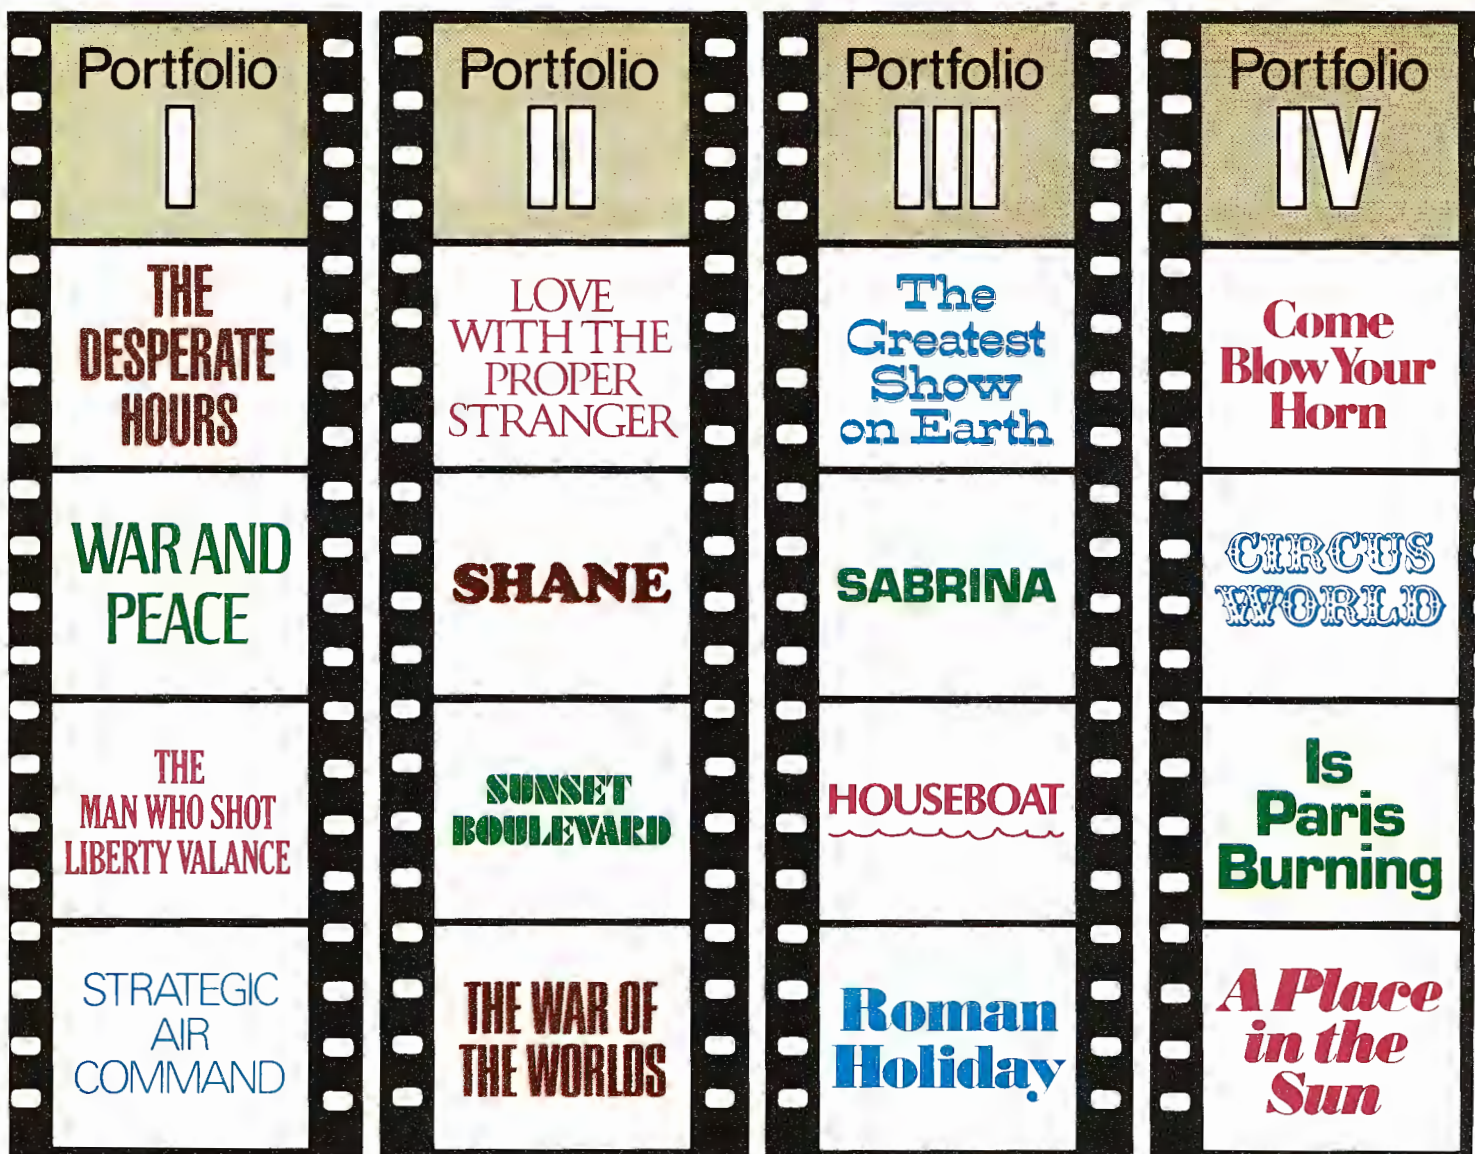 Portfolio
I
THE
DESPERATE
HOURS
WAR AND
PEACE
THE
MAN WHO SHOT
LIBERTY VALANCE
STRATEGIC
AIR
COMMAND
Portfolio
II
LOVE
WITH THE
PROPER
STRANGER
SHANE
SUNSET
BOULEVARD
THE WAR OF
THE WORLDS
Portfolio
III
The
Greatest
Show
on Earth
SABRINA
HOUSEBOAT
Roman
Holiday
Portfolio
IV
Come
Blow Your
Horn
CIRCUS
WORLD
Is
Paris
Burning
A Place
in the
Sun